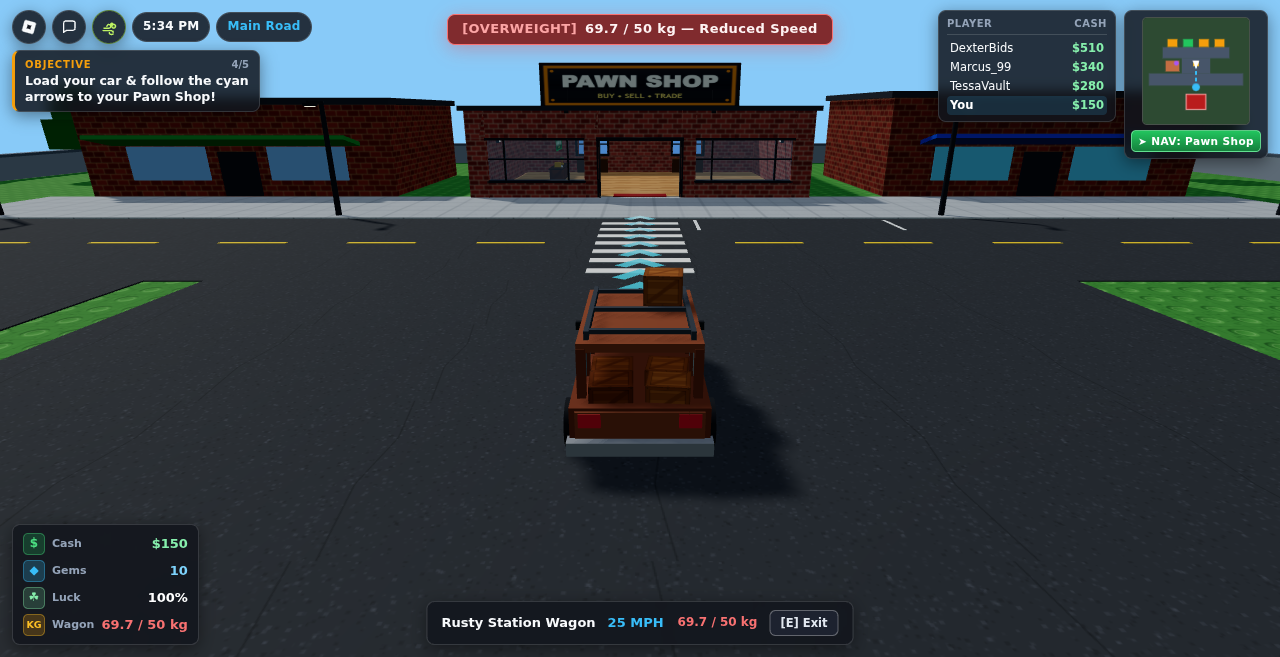 5:34 PM
Main Road
[OVERWEIGHT] 69.7 / 50 kg — Reduced Speed
OBJECTIVE 4/5
Load your car & follow the cyan
arrows to your Pawn Shop!
PLAYER CASH
DexterBids $510
Marcus_99 $340
TessaVault $280
You $150
➤ NAV: Pawn Shop
PAWN SHOP
BUY • SELL • TRADE
$ Cash $150
Gems 10
Luck 100%
KG Wagon 69.7 / 50 kg
Rusty Station Wagon 25 MPH 69.7 / 50 kg [E] Exit